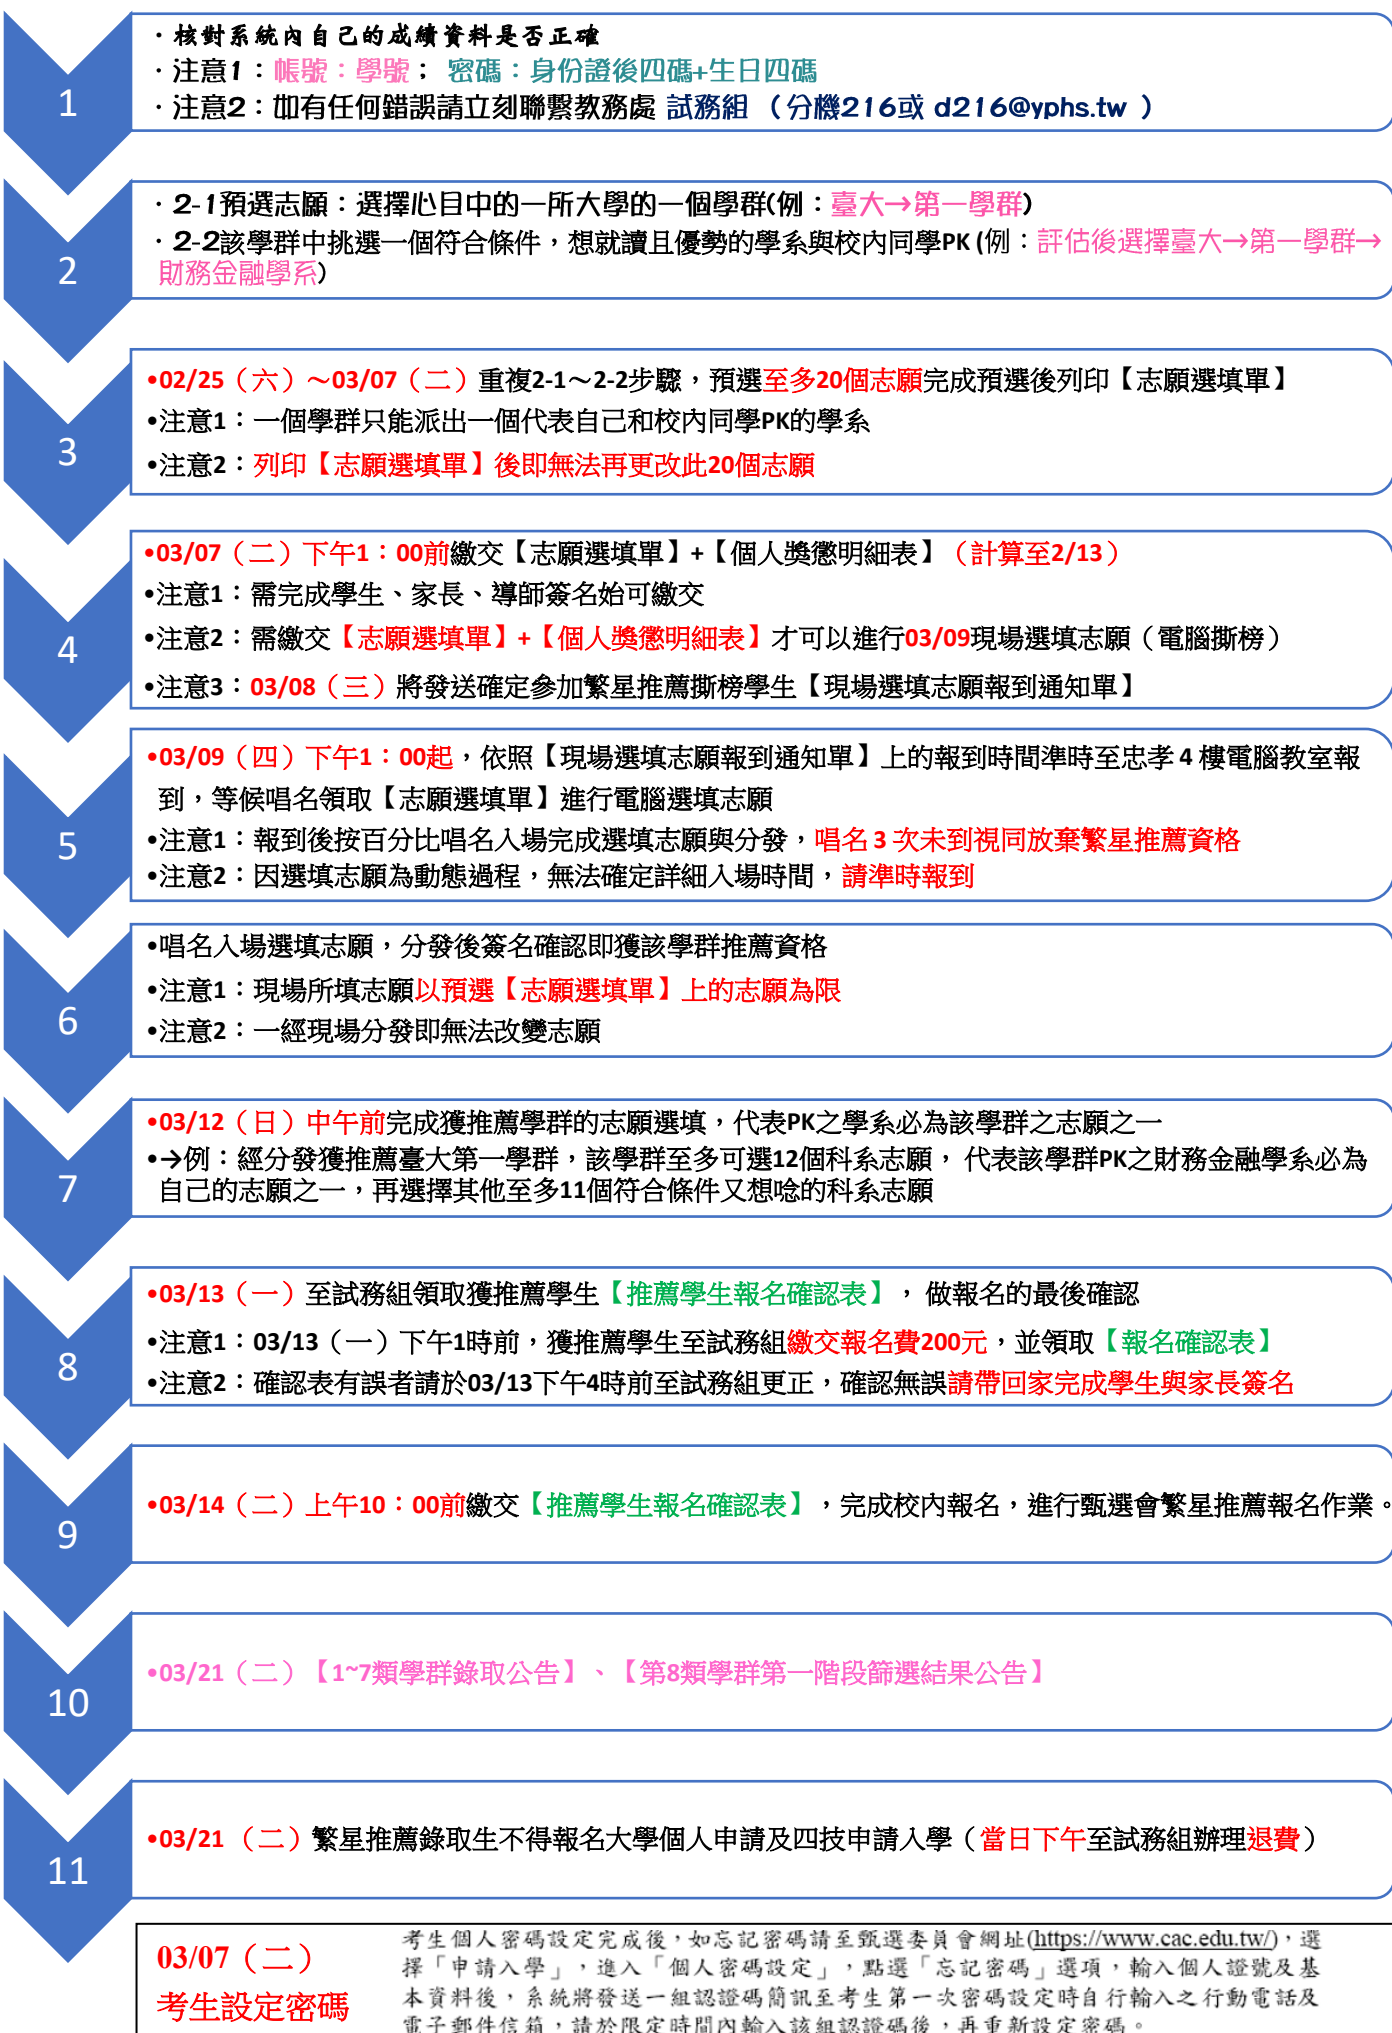 1
·核對系統內自己的成績資料是否正確
·注意1：帳號：學號； 密碼：身份證後四碼+生日四碼
·注意2：如有任何錯誤請立刻聯繫教務處 試務組 （分機216或 d216@yphs.tw ）
2
·2-1預選志願：選擇心目中的一所大學的一個學群(例：臺大→第一學群)
·2-2該學群中挑選一個符合條件，想就讀且優勢的學系與校內同學PK (例：評估後選擇臺大→第一學群→
財務金融學系)
3
•02/25（六）～03/07（二）重複2-1～2-2步驟，預選至多20個志願完成預選後列印【志願選填單】
•注意1：一個學群只能派出一個代表自己和校內同學PK的學系
•注意2：列印【志願選填單】後即無法再更改此20個志願
4
•03/07（二）下午1：00前繳交【志願選填單】+【個人獎懲明細表】（計算至2/13）
•注意1：需完成學生、家長、導師簽名始可繳交
•注意2：需繳交【志願選填單】+【個人獎懲明細表】才可以進行03/09現場選填志願（電腦撕榜）
•注意3：03/08（三）將發送確定參加繁星推薦撕榜學生【現場選填志願報到通知單】
5
•03/09（四）下午1：00起，依照【現場選填志願報到通知單】上的報到時間準時至忠孝 4 樓電腦教室報
到，等候唱名領取【志願選填單】進行電腦選填志願
•注意1：報到後按百分比唱名入場完成選填志願與分發，唱名 3 次未到視同放棄繁星推薦資格
•注意2：因選填志願為動態過程，無法確定詳細入場時間，請準時報到
6
•唱名入場選填志願，分發後簽名確認即獲該學群推薦資格
•注意1：現場所填志願以預選【志願選填單】上的志願為限
•注意2：一經現場分發即無法改變志願
7
•03/12（日）中午前完成獲推薦學群的志願選填，代表PK之學系必為該學群之志願之一
•→例：經分發獲推薦臺大第一學群，該學群至多可選12個科系志願， 代表該學群PK之財務金融學系必為
自己的志願之一，再選擇其他至多11個符合條件又想唸的科系志願
8
•03/13（一）至試務組領取獲推薦學生【推薦學生報名確認表】， 做報名的最後確認
•注意1：03/13（一）下午1時前，獲推薦學生至試務組繳交報名費200元，並領取【報名確認表】
•注意2：確認表有誤者請於03/13下午4時前至試務組更正，確認無誤請帶回家完成學生與家長簽名
9
•03/14（二）上午10：00前繳交【推薦學生報名確認表】，完成校內報名，進行甄選會繁星推薦報名作業。
10
•03/21（二）【1~7類學群錄取公告】、【第8類學群第一階段篩選結果公告】
11
•03/21 （二）繁星推薦錄取生不得報名大學個人申請及四技申請入學（當日下午至試務組辦理退費）
03/07（二）
考生設定密碼
考生個人密碼設定完成後，如忘記密碼請至甄選委員會網址(https://www.cac.edu.tw/)，選
擇「申請入學」，進入「個人密碼設定」，點選「忘記密碼」選項，輸入個人證號及基
本資料後，系統將發送一組認證碼簡訊至考生第一次密碼設定時自行輸入之行動電話及
電子郵件信箱，請於限定時間內輸入該組認證碼後，再重新設定密碼。